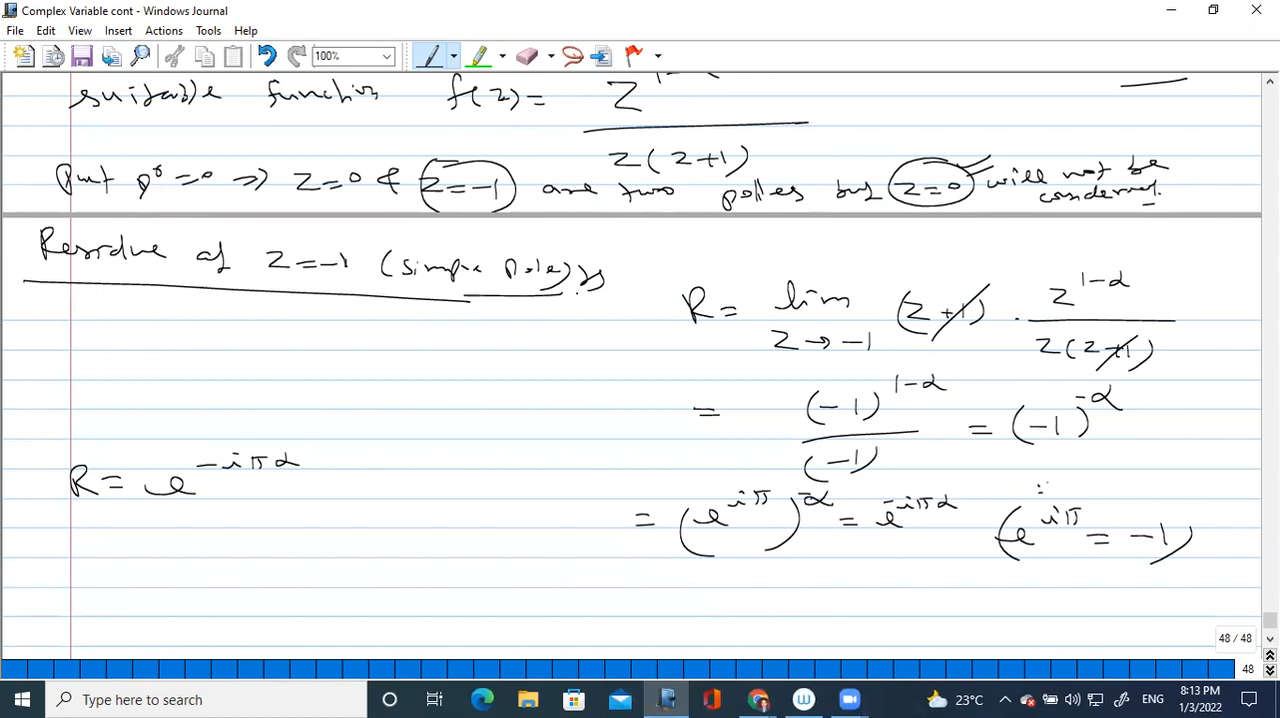 Complex Variable cont - Windows Journal
File Edit View Insert Actions Tools Help
100%
suitable function f(z) = z^{1-α}
z(z+1)
Put = 0 => z=0 & z=-1 are two poles but z=0 will not be
Residue at z=-1 (simple pole) is
R = lim (z+1) . z^{1-α}
z→-1 z(z+1)
= (-1)^{1-α} = (-1)^{-α}
(-1)
R = e^{-iπα}
= (e^{iπ})^{-α} = e^{-iπα} (e^{iπ} = -1)
48 / 48
48
Type here to search
23°C ENG 8:13 PM
1/3/2022